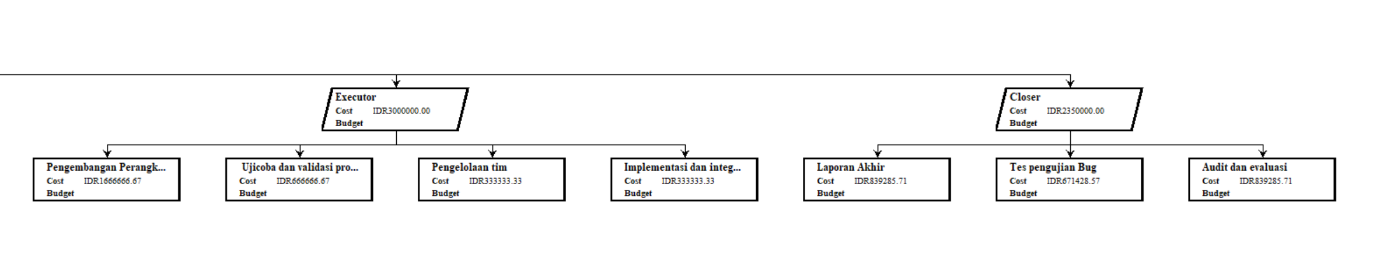 Executor
Cost IDR3000000.00
Budget
Closer
Cost IDR2350000.00
Budget
Pengembangan Perangk...
Cost IDR1666666.67
Budget
Ujicoba dan validasi pro...
Cost IDR666666.67
Budget
Pengelolaan tim
Cost IDR333333.33
Budget
Implementasi dan integ...
Cost IDR333333.33
Budget
Laporan Akhir
Cost IDR839285.71
Budget
Tes pengujian Bug
Cost IDR671428.57
Budget
Audit dan evaluasi
Cost IDR839285.71
Budget